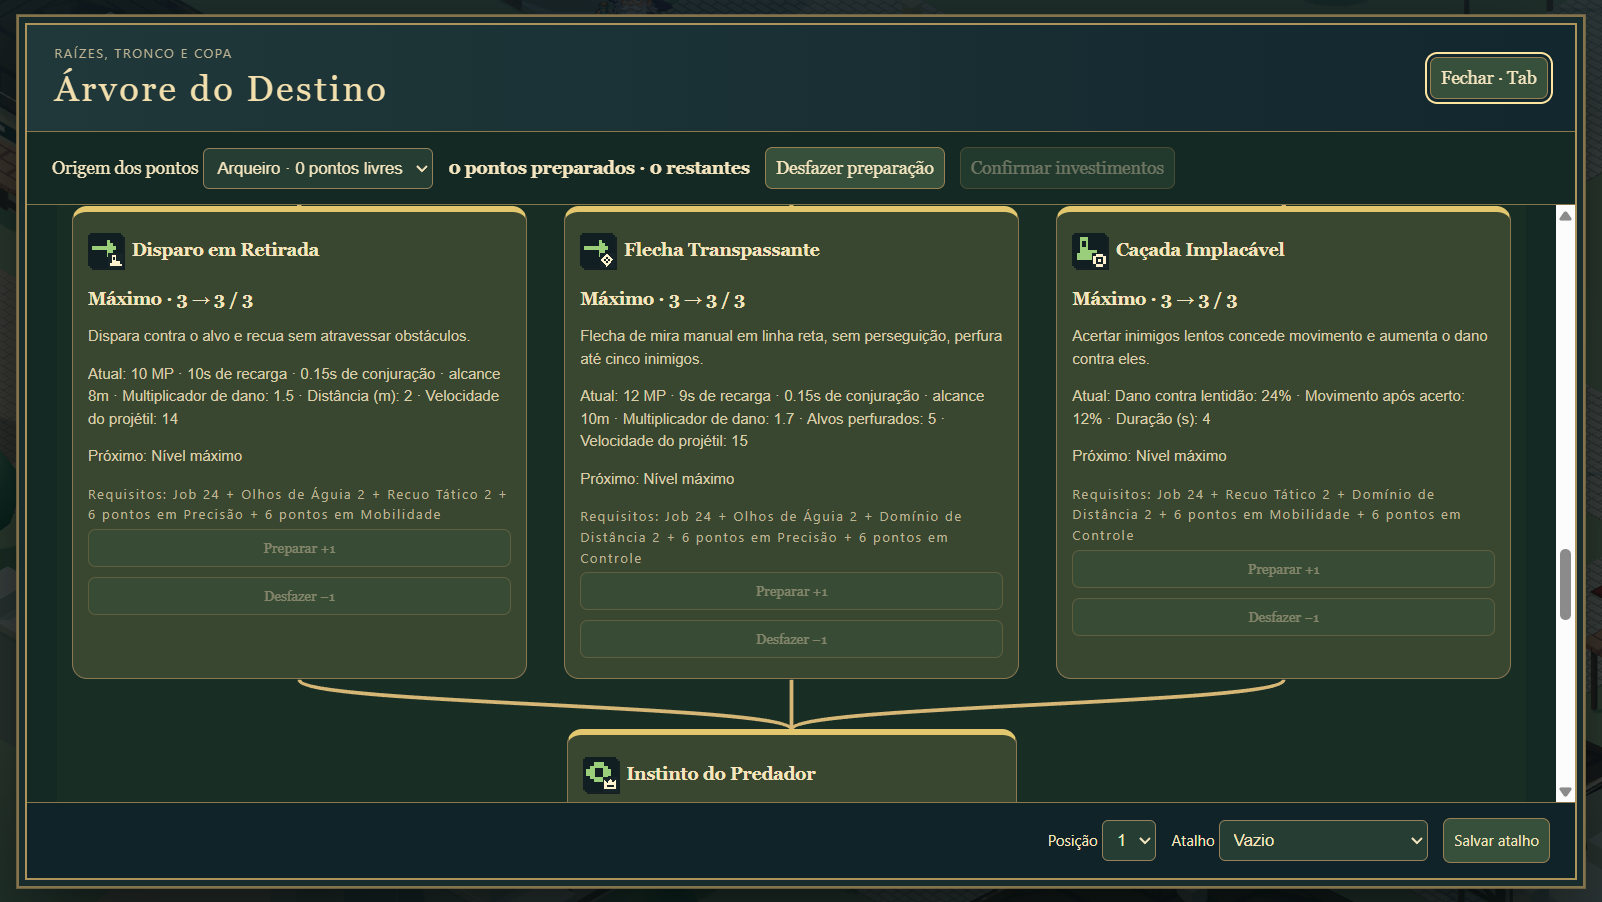 RAÍZES, TRONCO E COPA
Árvore do Destino
Fechar · Tab
Origem dos pontos
Arqueiro · 0 pontos livres
0 pontos preparados · 0 restantes
Desfazer preparação
Confirmar investimentos
Disparo em Retirada
Máximo · 3 → 3 / 3
Dispara contra o alvo e recua sem atravessar obstáculos.
Atual: 10 MP · 10s de recarga · 0.15s de conjuração · alcance
8m · Multiplicador de dano: 1.5 · Distância (m): 2 · Velocidade
do projétil: 14
Próximo: Nível máximo
Requisitos: Job 24 + Olhos de Águia 2 + Recuo Tático 2 +
6 pontos em Precisão + 6 pontos em Mobilidade
Preparar +1
Desfazer −1
Flecha Transpassante
Máximo · 3 → 3 / 3
Flecha de mira manual em linha reta, sem perseguição, perfura
até cinco inimigos.
Atual: 12 MP · 9s de recarga · 0.15s de conjuração · alcance
10m · Multiplicador de dano: 1.7 · Alvos perfurados: 5 ·
Velocidade do projétil: 15
Próximo: Nível máximo
Requisitos: Job 24 + Olhos de Águia 2 + Domínio de
Distância 2 + 6 pontos em Precisão + 6 pontos em
Controle
Preparar +1
Desfazer −1
Caçada Implacável
Máximo · 3 → 3 / 3
Acertar inimigos lentos concede movimento e aumenta o dano
contra eles.
Atual: Dano contra lentidão: 24% · Movimento após acerto:
12% · Duração (s): 4
Próximo: Nível máximo
Requisitos: Job 24 + Recuo Tático 2 + Domínio de
Distância 2 + 6 pontos em Mobilidade + 6 pontos em
Controle
Preparar +1
Desfazer −1
Instinto do Predador
Posição
1
Atalho
Vazio
Salvar atalho